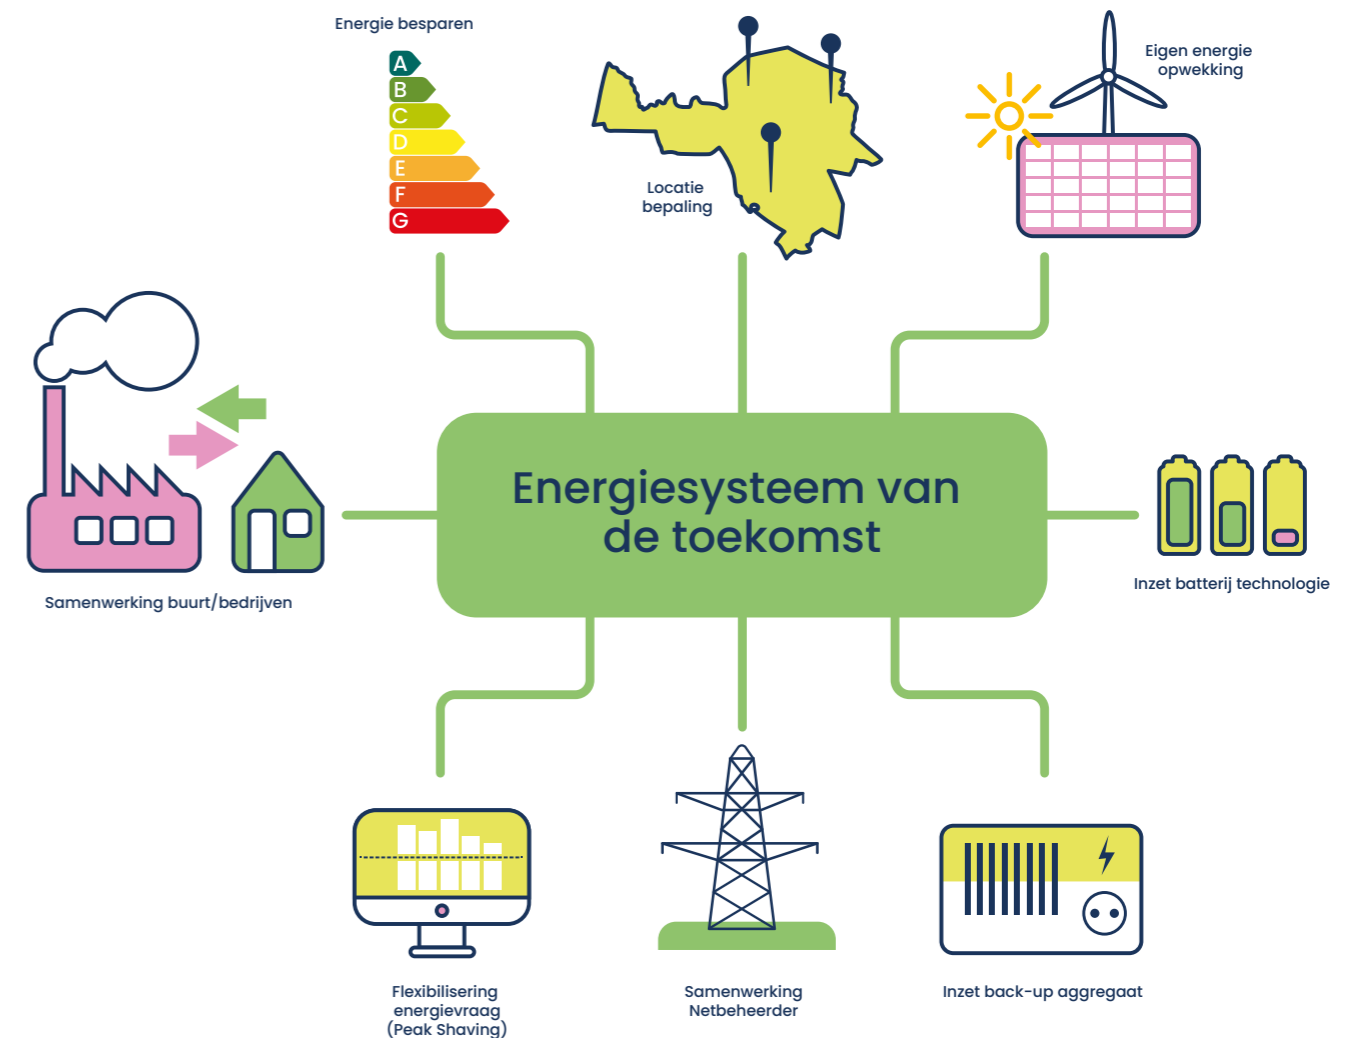 Energie besparen
A
B
C
D
E
F
G
Locatie
bepaling
Eigen energie
opwekking
Samenwerking buurt/bedrijven
Energiesysteem van
de toekomst
Inzet batterij technologie
Flexibilisering
energievraag
(Peak Shaving)
Samenwerking
Netbeheerder
Inzet back-up aggregaat